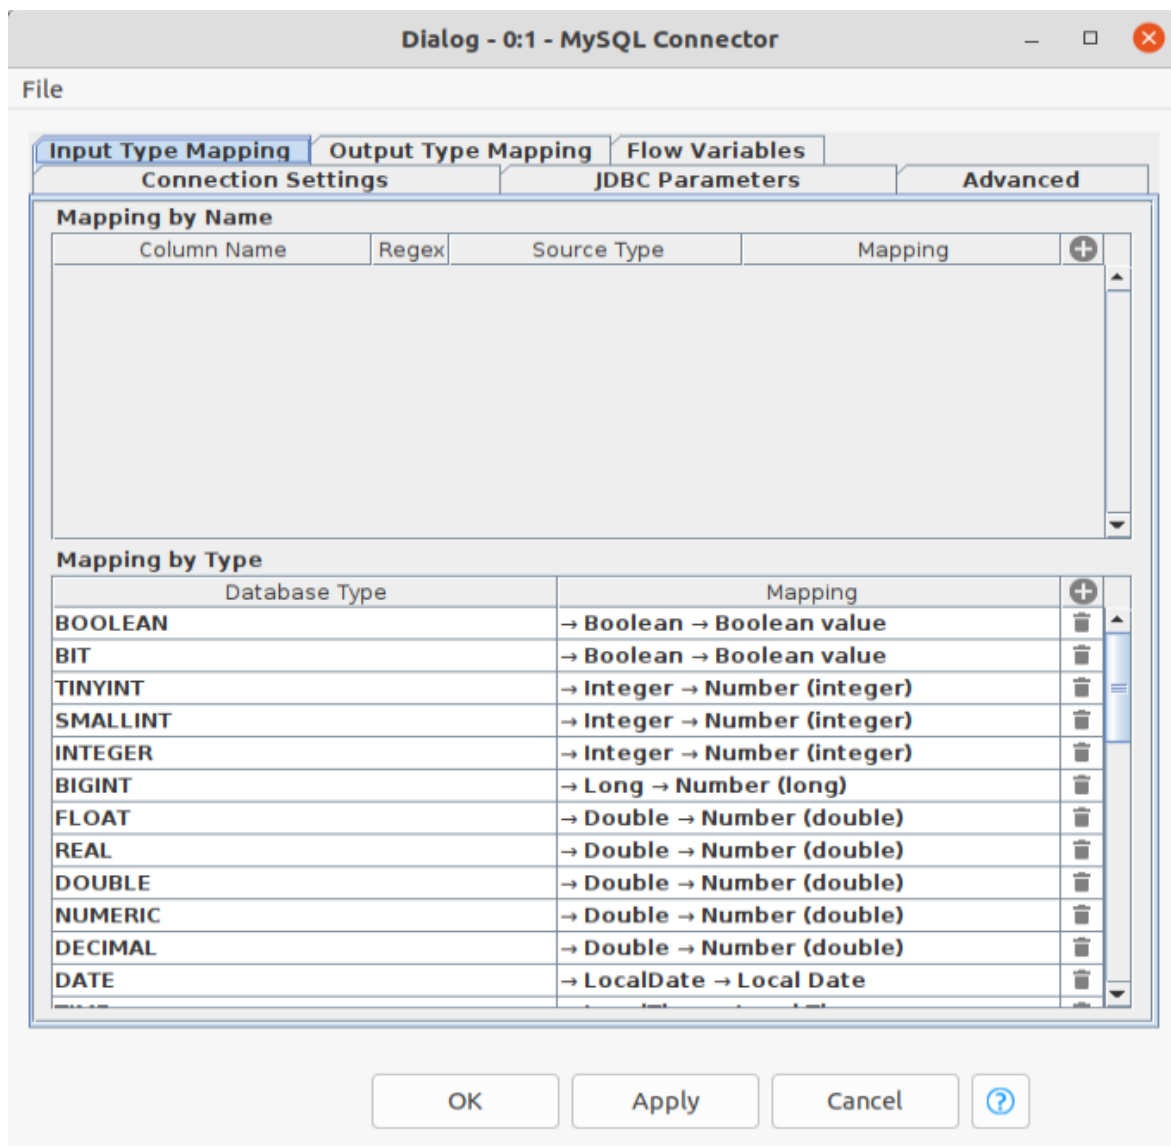 Dialog - 0:1 - MySQL Connector
File
Input Type Mapping Output Type Mapping Flow Variables
Connection Settings JDBC Parameters Advanced
Mapping by Name
Column Name Regex Source Type Mapping
Mapping by Type
Database Type Mapping
BOOLEAN → Boolean → Boolean value
BIT → Boolean → Boolean value
TINYINT → Integer → Number (integer)
SMALLINT → Integer → Number (integer)
INTEGER → Integer → Number (integer)
BIGINT → Long → Number (long)
FLOAT → Double → Number (double)
REAL → Double → Number (double)
DOUBLE → Double → Number (double)
NUMERIC → Double → Number (double)
DECIMAL → Double → Number (double)
DATE → LocalDate → Local Date
OK Apply Cancel ?